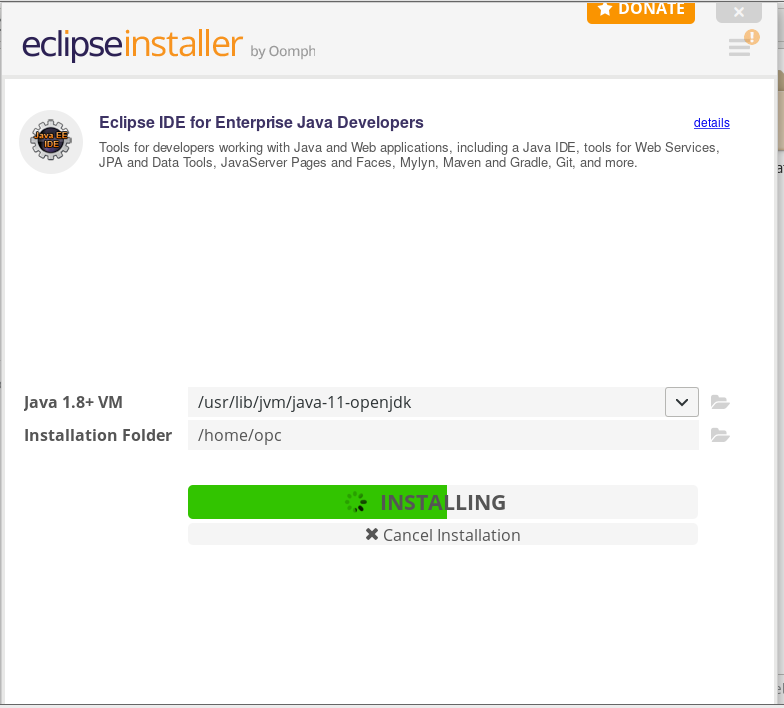 DONATE
eclipseinstaller by Oomph
Eclipse IDE for Enterprise Java Developers
details
Java EE
IDE
Tools for developers working with Java and Web applications, including a Java IDE, tools for Web Services,
JPA and Data Tools, JavaServer Pages and Faces, Mylyn, Maven and Gradle, Git, and more.
Java 1.8+ VM
/usr/lib/jvm/java-11-openjdk
Installation Folder
/home/opc
INSTALLING
Cancel Installation